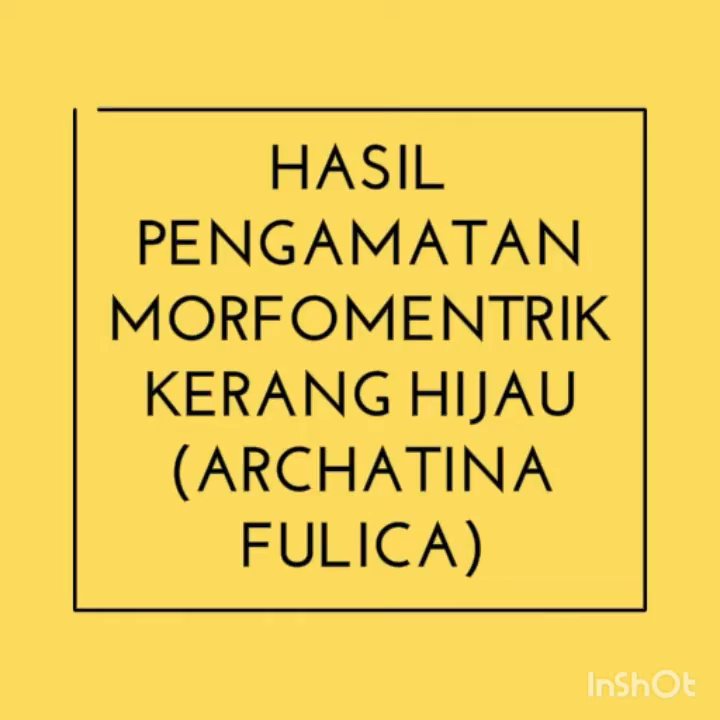 HASIL
PENGAMATAN
MORFOMENTRIK
KERANG HIJAU
(ARCHATINA
FULICA)
InShOt